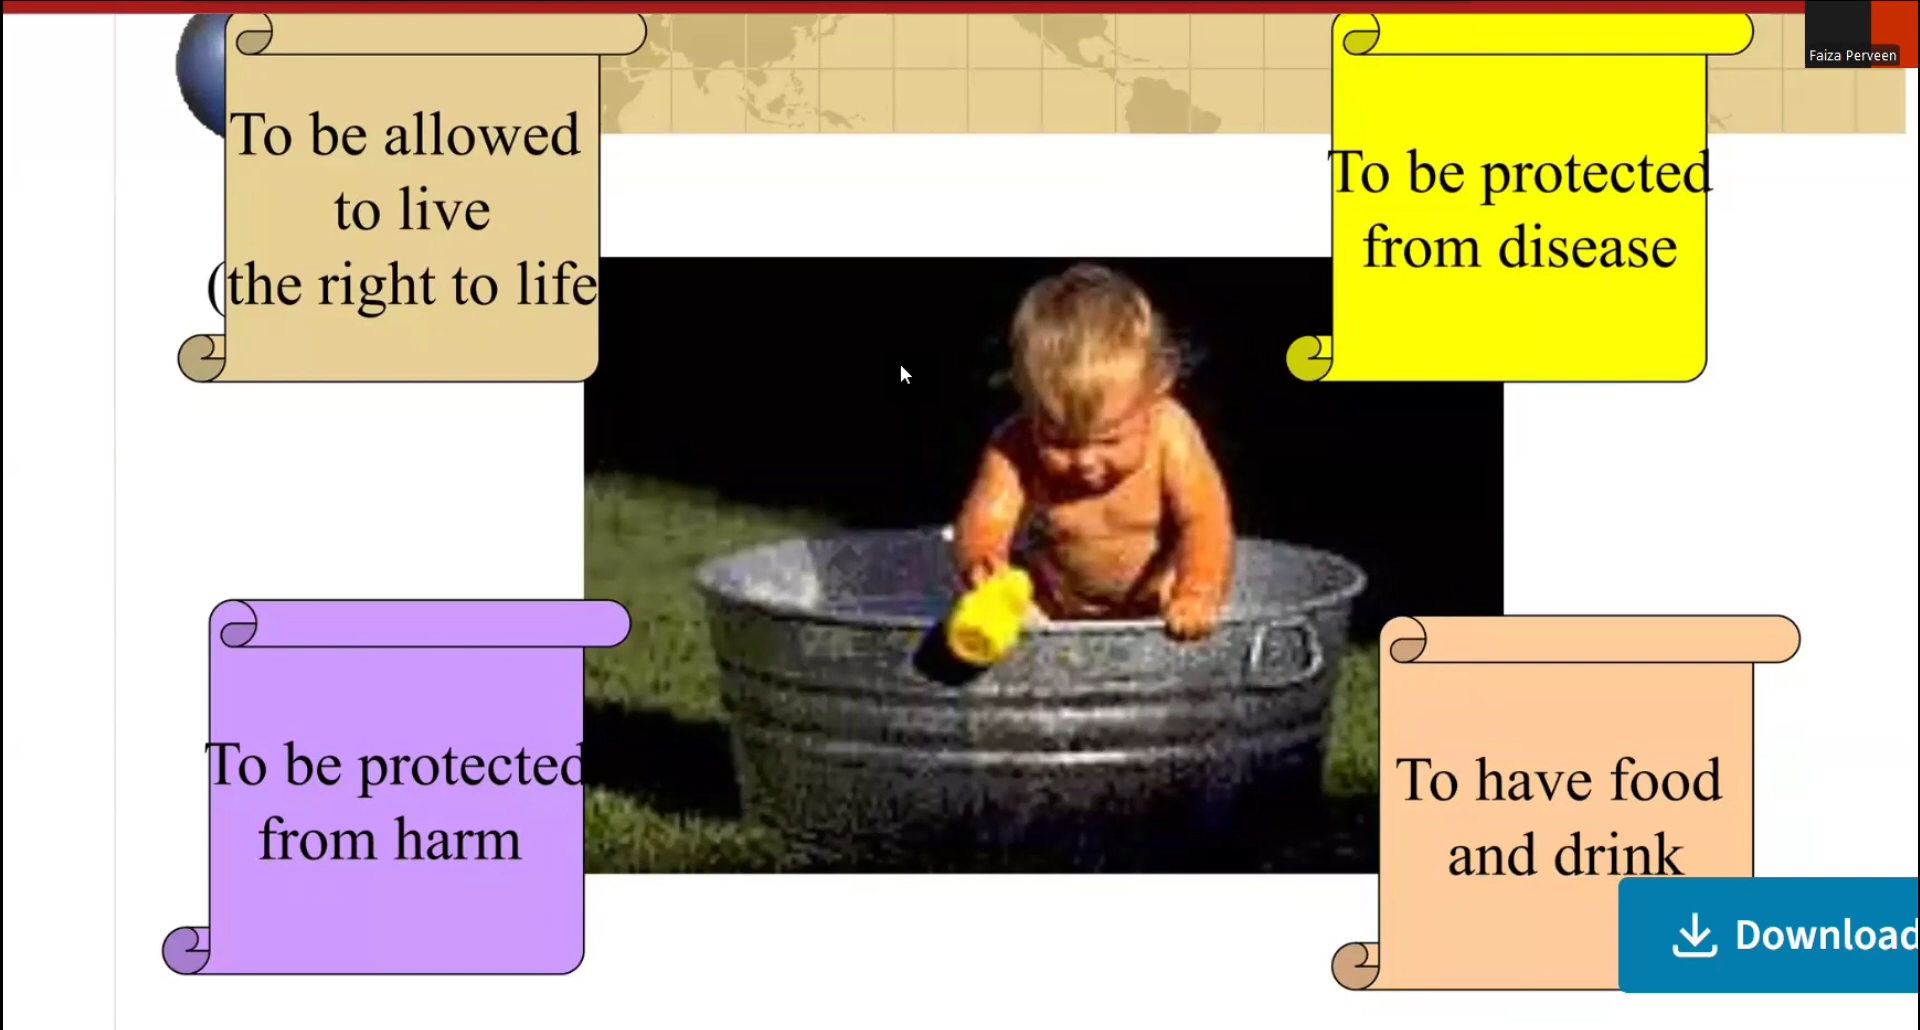 Faiza Perveen
To be allowed
to live
(the right to life
To be protected
from disease
To be protected
from harm
To have food
and drink
Download